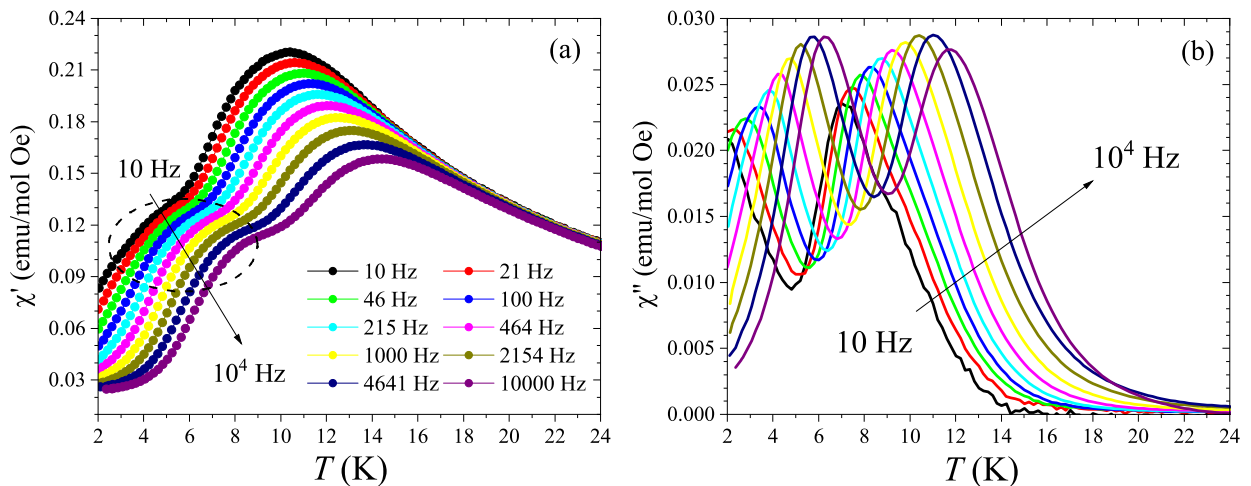 (a)
χ' (emu/mol Oe)
0.21
0.18
0.15
0.12
0.09
0.06
0.03
10 Hz
10⁴ Hz
10 Hz 21 Hz
46 Hz 100 Hz
215 Hz 464 Hz
1000 Hz 2154 Hz
4641 Hz 10000 Hz
2 4 6 8 10 12 14 16 18 20 22 24
T (K)
(b)
χ" (emu/mol Oe)
0.030
0.025
0.020
0.015
0.010
0.005
0.000
10⁴ Hz
10 Hz
2 4 6 8 10 12 14 16 18 20 22 24
T (K)